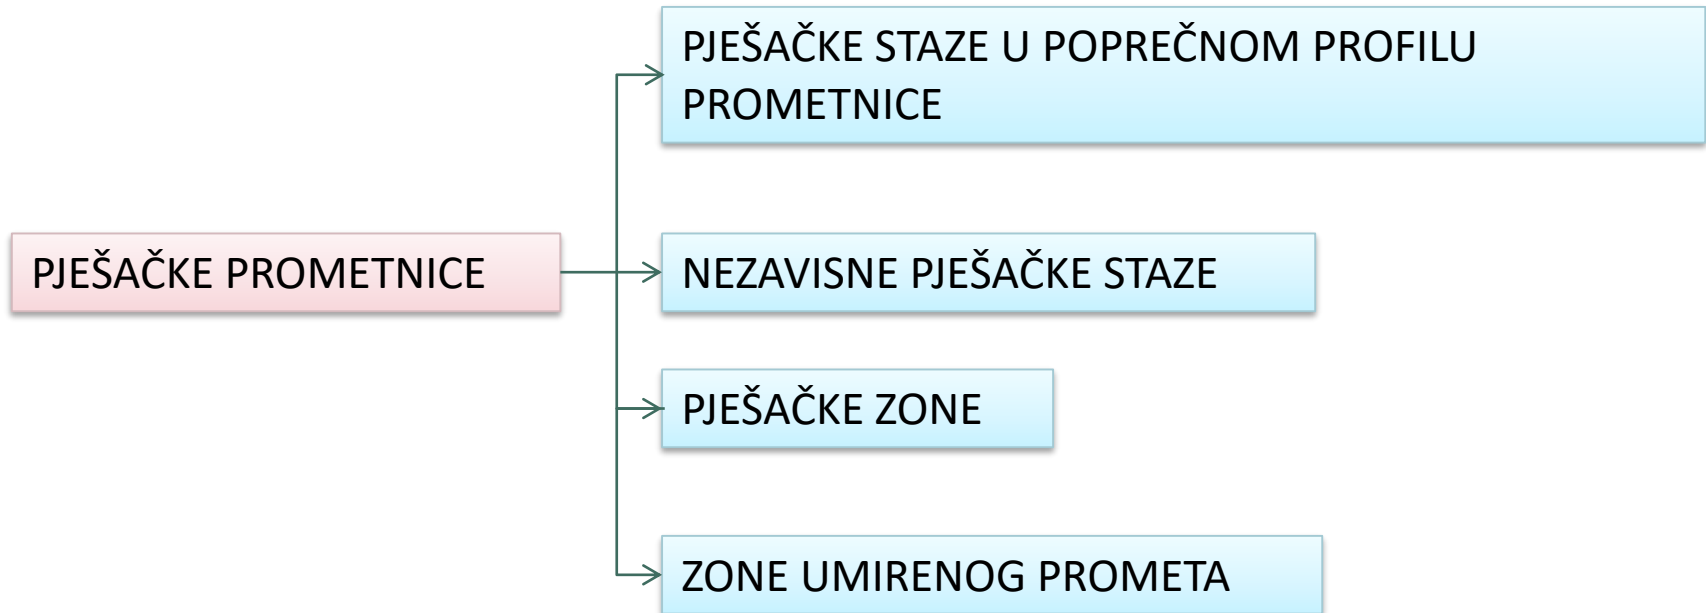 PJEŠAČKE STAZE U POPREČNOM PROFILU
PROMETNICE
PJEŠAČKE PROMETNICE
NEZAVISNE PJEŠAČKE STAZE
PJEŠAČKE ZONE
ZONE UMIRENOG PROMETA